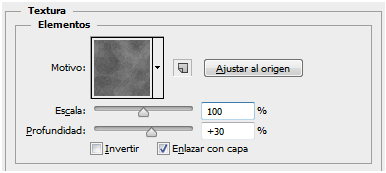 Textura
Elementos
Motivo:
Ajustar al origen
Escala: 100 %
Profundidad: +30 %
Invertir Enlazar con capa